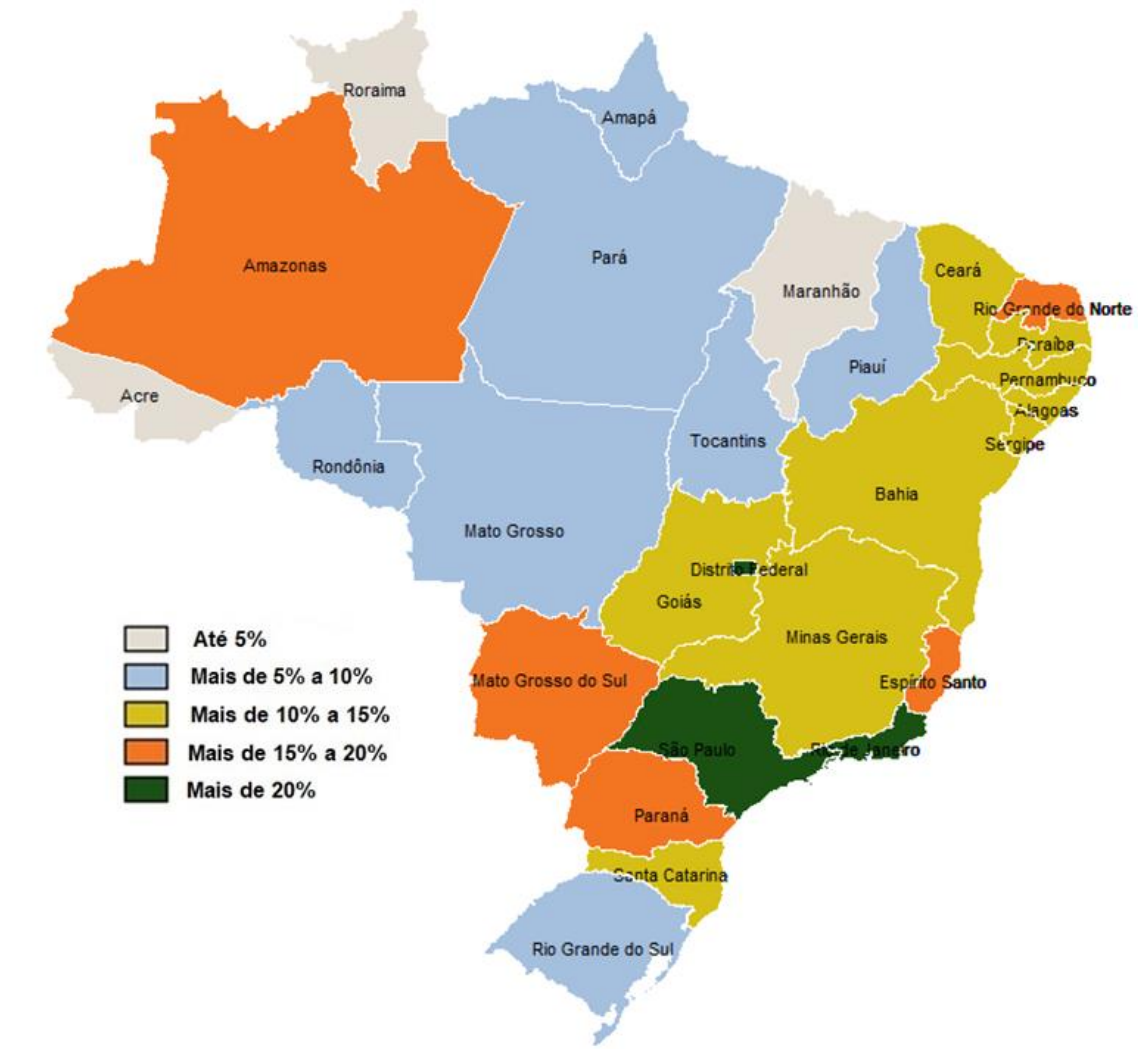 Roraima
Amapá
Amazonas
Pará
Maranhão
Ceará
Rio Grande do Norte
Paraíba
Piauí
Pernambuco
Acre
Alagoas
Tocantins
Sergipe
Rondônia
Bahia
Mato Grosso
Distrito Federal
Goiás
Minas Gerais
Mato Grosso do Sul
Espírito Santo
São Paulo
Rio de Janeiro
Paraná
Santa Catarina
Rio Grande do Sul
Até 5%
Mais de 5% a 10%
Mais de 10% a 15%
Mais de 15% a 20%
Mais de 20%